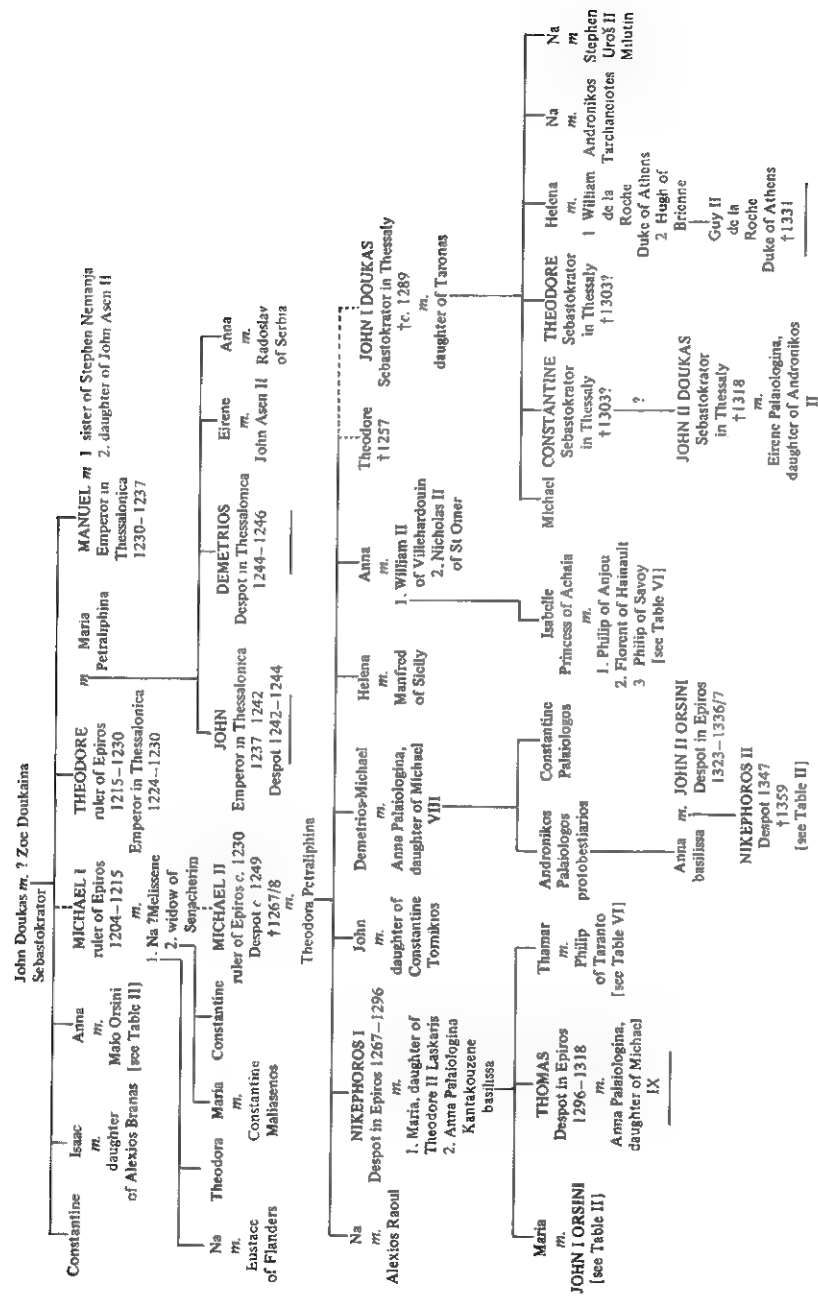 John Doukas m. ? Zoe Doukaina
Sebastokrator
Constantine
Isaac
m.
daughter
of Alexios Branas
Anna
m.
Maio Orsini
[see Table II]
MICHAEL I
ruler of Epiros
1204–1215
m.
1. Na ?Melissene
2. widow of
Senacherim
THEODORE
ruler of Epiros
1215–1230
Emperor in Thessalonica
1224–1230
m
Maria
Petraliphina
MANUEL m 1 sister of Stephen Nemanja
Emperor in 2. daughter of John Asen II
Thessalonica
1230–1237
Na
m.
Eustace
of Flanders
Theodora
Maria
m.
Constantine
Maliasenos
Constantine
MICHAEL II
ruler of Epiros c. 1230
Despot c 1249
†1267/8
m.
Theodora Petraliphina
JOHN
Emperor in Thessalonica
1237 1242
Despot 1242–1244
DEMETRIOS
Despot in Thessalonica
1244–1246
Eirene
m.
John Asen II
Anna
m.
Radoslav
of Serbia
Na
m.
Alexios Raoul
NIKEPHOROS I
Despot in Epiros 1267–1296
m.
1. Maria, daughter of
Theodore II Laskaris
2. Anna Palaiologina
Kantakouzene
basilissa
John
m.
daughter of
Constantine
Tornikios
Demetrios-Michael
m.
Anna Palaiologina,
daughter of Michael
VIII
Helena
m.
Manfred
of Sicily
Anna
m.
1. William II
of Villehardouin
2. Nicholas II
of St Omer
Theodore
†1257
JOHN I DOUKAS
Sebastokrator in Thessaly
†c. 1289
m.
daughter of Taronas
Maria
m.
JOHN I ORSINI
[see Table II]
THOMAS
Despot in Epiros
1296–1318
m.
Anna Palaiologina,
daughter of Michael
IX
Thamar
m.
Philip
of Taranto
[see Table VI]
Andronikos
Palaiologos
protobestiarios
Constantine
Palaiologos
Anna m. JOHN II ORSINI
basilissa Despot in Epiros
1323–1336/7
NIKEPHOROS II
Despot 1347
†1359
[see Table II]
Isabelle
Princess of Achaia
m.
1. Philip of Anjou
2. Florent of Hainault
3 Philip of Savoy
[see Table VI]
Michael
CONSTANTINE
Sebastokrator
in Thessaly
†1303?
?
JOHN II DOUKAS
Sebastokrator
in Thessaly
†1318
m.
Eirene Palaiologina,
daughter of Andronikos
II
THEODORE
Sebastokrator
in Thessaly
†1303?
Helena
m.
1 William
de la
Roche
Duke of Athens
2 Hugh of
Brienne
Guy II
de la
Roche
Duke of Athens
†1331
Na
m.
Andronikos
Tarchaneiotes
Na
m
Stephen
Uroš II
Milutin